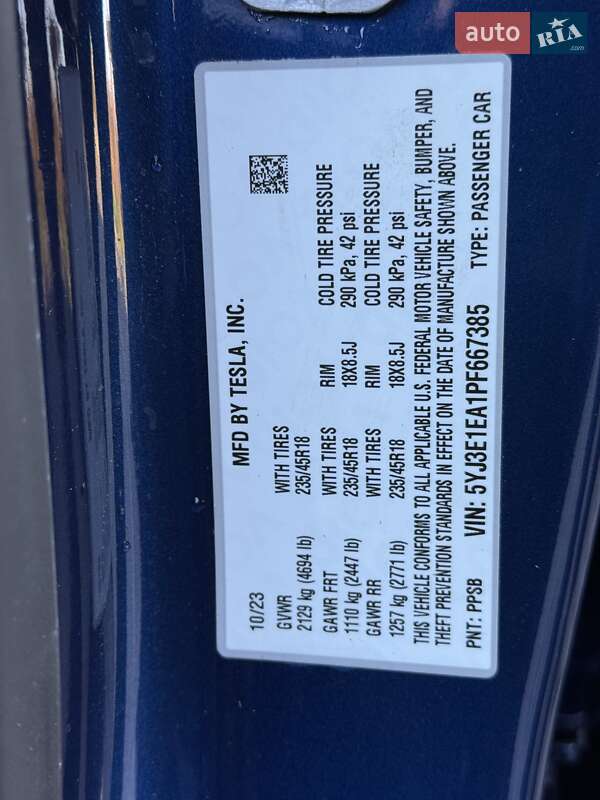 auto RIA .com
MFD BY TESLA, INC.
10/23
GVWR WITH TIRES RIM COLD TIRE PRESSURE
2129 kg (4694 lb) 235/45R18 18X8.5J 290 kPa, 42 psi
GAWR FRT WITH TIRES RIM COLD TIRE PRESSURE
1110 kg (2447 lb) 235/45R18 18X8.5J 290 kPa, 42 psi
GAWR RR
1257 kg (2771 lb) 235/45R18
THIS VEHICLE CONFORMS TO ALL APPLICABLE U.S. FEDERAL MOTOR VEHICLE SAFETY, BUMPER, AND
THEFT PREVENTION STANDARDS IN EFFECT ON THE DATE OF MANUFACTURE SHOWN ABOVE.
PNT: PPSB VIN: 5YJ3E1EA1PF667385 TYPE: PASSENGER CAR